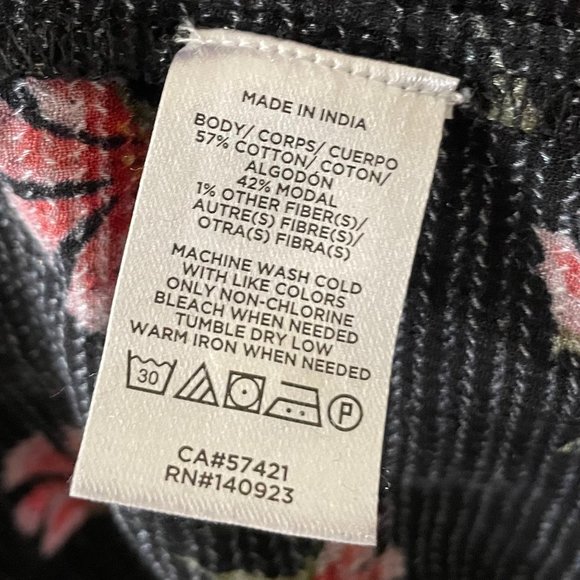 MADE IN INDIA
BODY/ CORPS/ CUERPO
57% COTTON/ COTON/
ALGODÓN
42% MODAL
1% OTHER FIBER(S)/
AUTRE(S) FIBRE(S)/
OTRA(S) FIBRA(S)
MACHINE WASH COLD
WITH LIKE COLORS
ONLY NON-CHLORINE
BLEACH WHEN NEEDED
TUMBLE DRY LOW
WARM IRON WHEN NEEDED
30 P
CA#57421
RN#140923